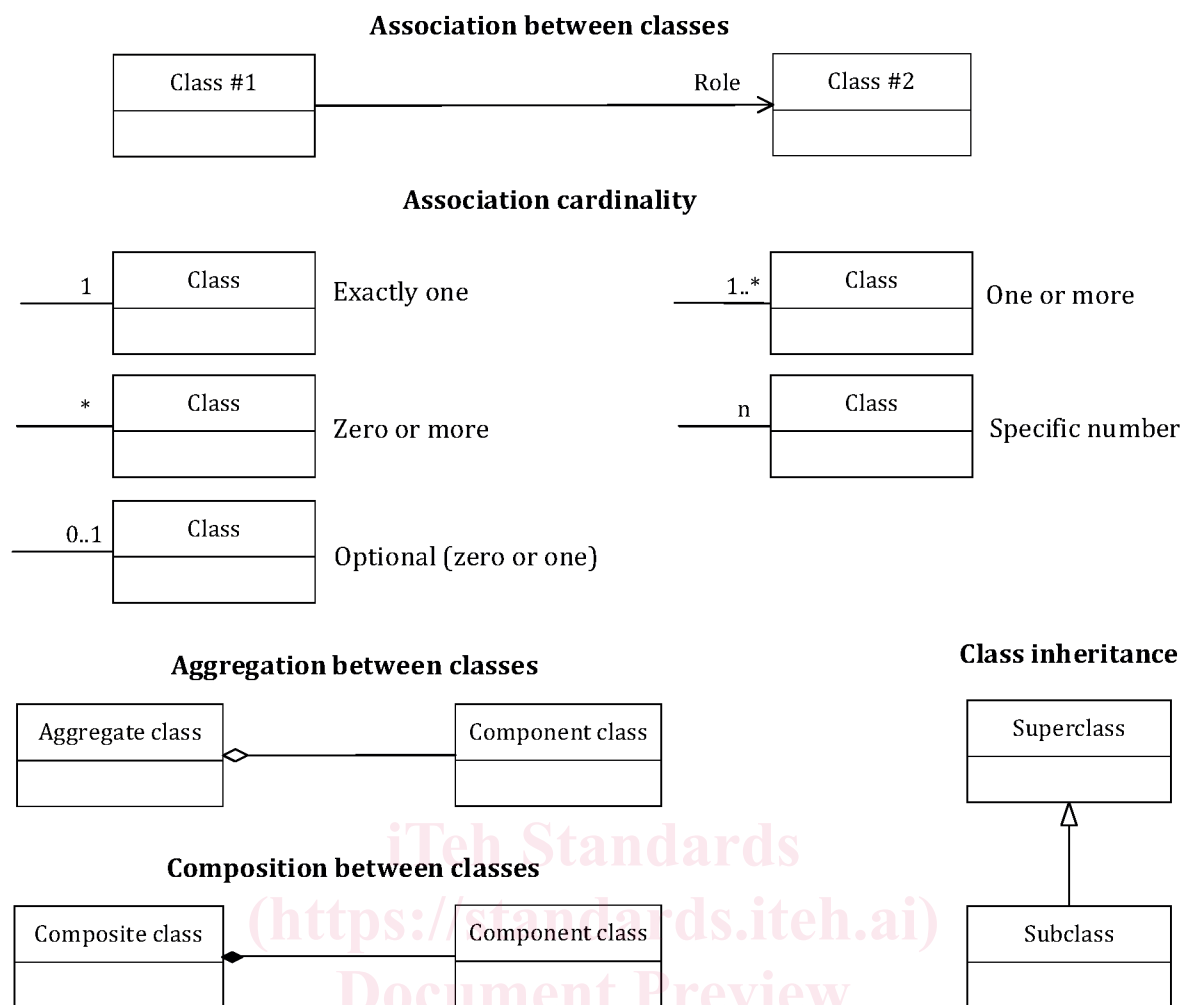 Association between classes
Class #1
Role
Class #2
Association cardinality
1
Class
Exactly one
1..*
Class
One or more
*
Class
Zero or more
n
Class
Specific number
0..1
Class
Optional (zero or one)
Aggregation between classes
Class inheritance
Aggregate class
Component class
Superclass
iTeh Standards
Composition between classes
(https://standards.iteh.ai)
Composite class
Component class
Subclass
Document Preview